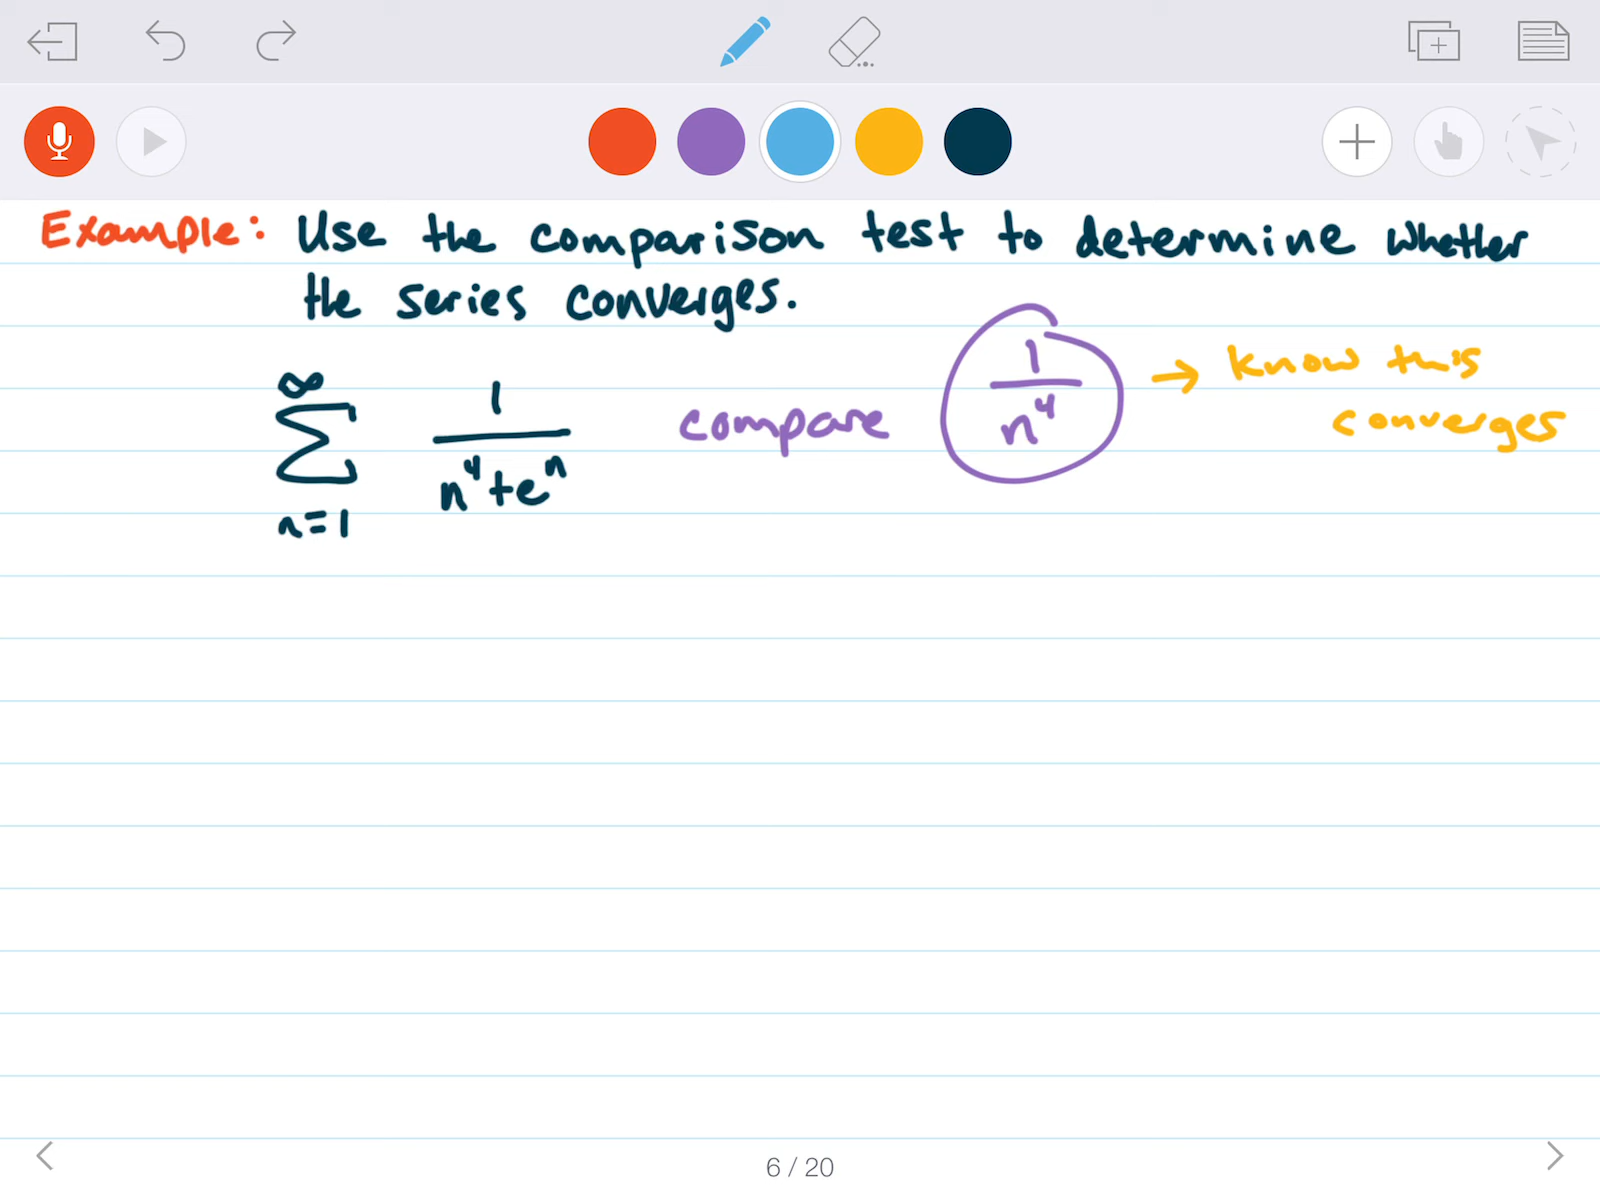 Example: Use the comparison test to determine whether
the series converges.
∞
Σ 1/(n⁴+eⁿ) compare 1/n⁴ → know this
converges
n=1
6 / 20